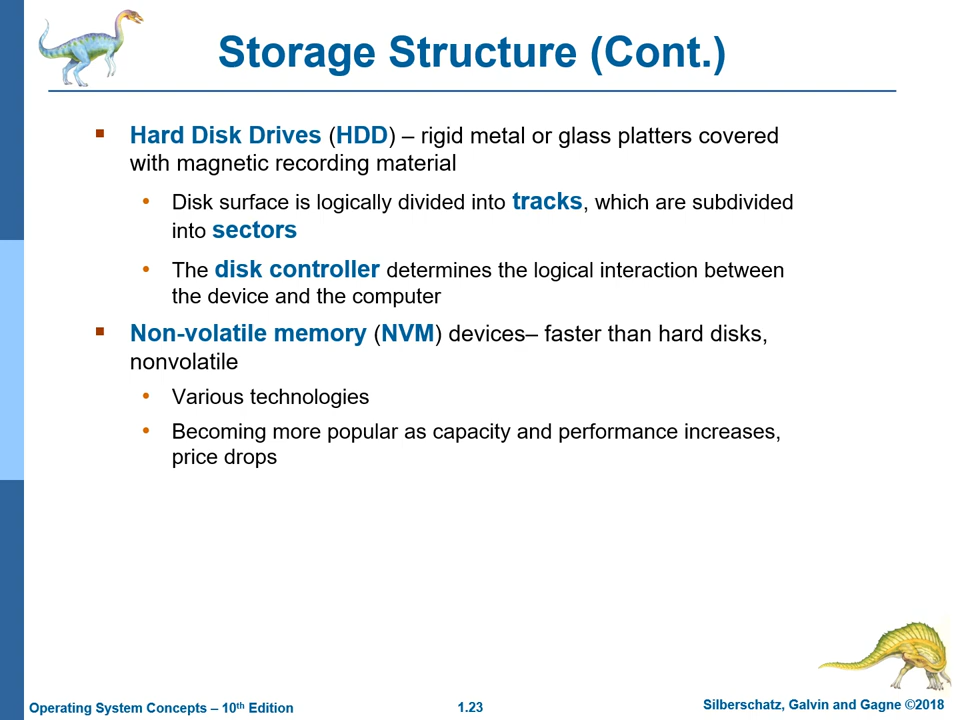 Storage Structure (Cont.)
▪ Hard Disk Drives (HDD) – rigid metal or glass platters covered
with magnetic recording material
• Disk surface is logically divided into tracks, which are subdivided
into sectors
• The disk controller determines the logical interaction between
the device and the computer
▪ Non-volatile memory (NVM) devices– faster than hard disks,
nonvolatile
• Various technologies
• Becoming more popular as capacity and performance increases,
price drops
Operating System Concepts – 10th Edition
1.23
Silberschatz, Galvin and Gagne ©2018